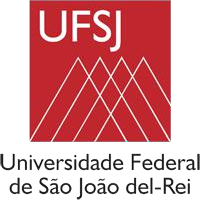 UFSJ
Universidade Federal
de São João del-Rei